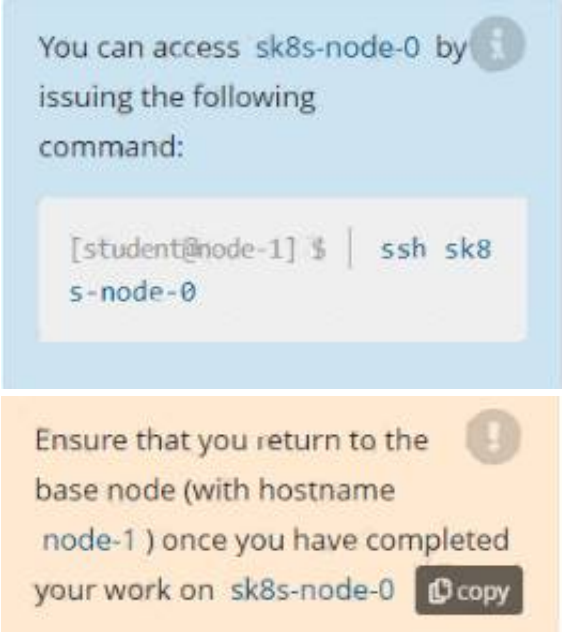 You can access sk8s-node-0 by
issuing the following
command:
[student@node-1] $ | ssh sk8
s-node-0
Ensure that you return to the
base node (with hostname
node-1 ) once you have completed
your work on sk8s-node-0 copy